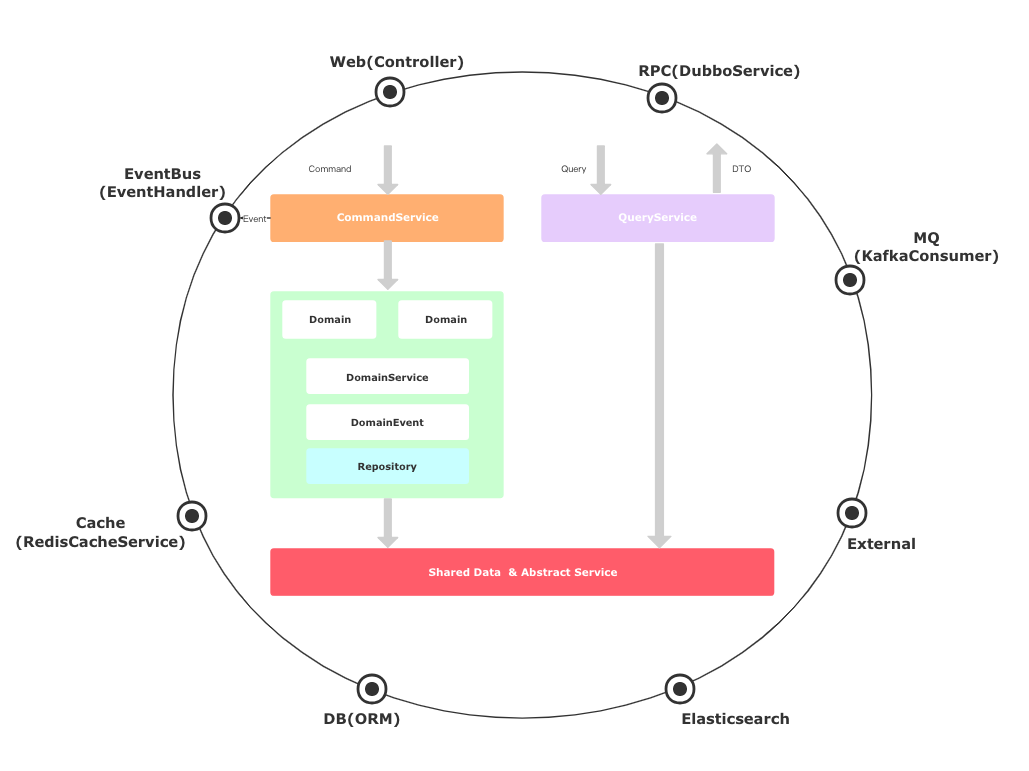 Web(Controller)
RPC(DubboService)
Command
Query
DTO
EventBus
(EventHandler)
Event
CommandService
QueryService
MQ
(KafkaConsumer)
Domain
Domain
DomainService
DomainEvent
Repository
Cache
(RedisCacheService)
External
Shared Data & Abstract Service
DB(ORM)
Elasticsearch